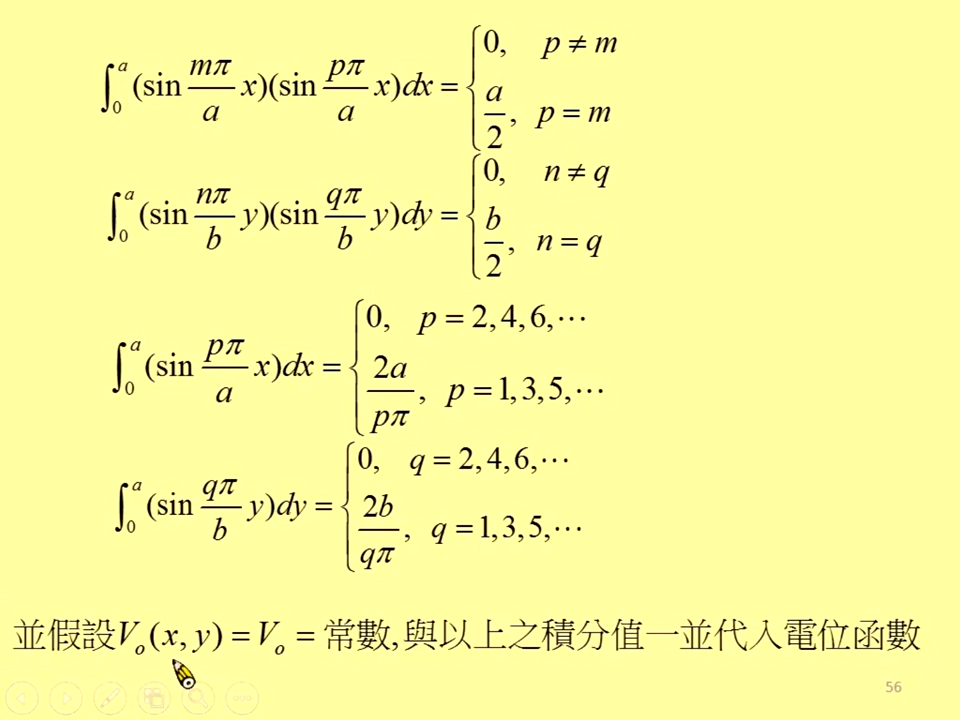 ∫₀ᵃ (sin mπ/a x)(sin pπ/a x)dx = { 0, p ≠ m
a/2, p = m
∫₀ᵃ (sin nπ/b y)(sin qπ/b y)dy = { 0, n ≠ q
b/2, n = q
∫₀ᵃ (sin pπ/a x)dx = { 0, p = 2,4,6,⋯
2a/pπ, p = 1,3,5,⋯
∫₀ᵃ (sin qπ/b y)dy = { 0, q = 2,4,6,⋯
2b/qπ, q = 1,3,5,⋯
並假設Vₒ(x, y) = Vₒ = 常數,與以上之積分值一並代入電位函數
56